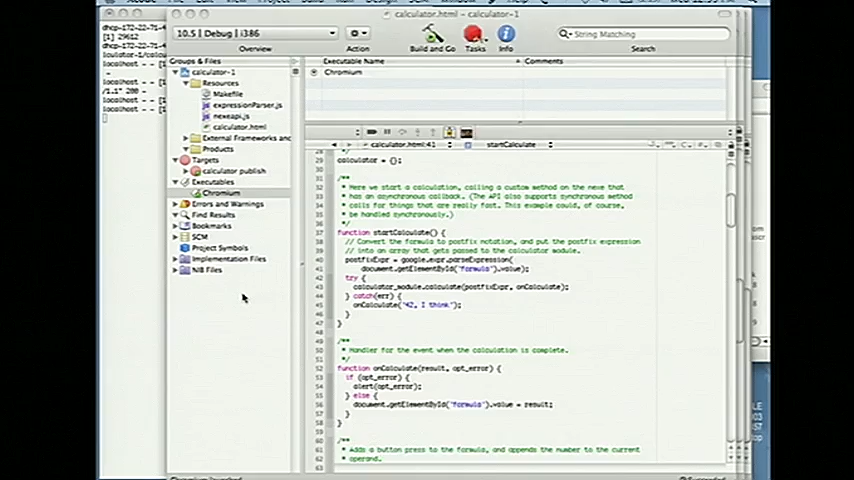 calculator.html - calculator-1
10.5 | Debug | i386
Overview
Action
Build and Go
Tasks
Info
String Matching
Search
Groups & Files
calculator-1
Resources
Makefile
expressionParser.js
nexeapi.js
calculator.html
External Frameworks and
Products
Targets
calculator publish
Executables
Chromium
Errors and Warnings
Find Results
Bookmarks
SCM
Project Symbols
Implementation Files
NIB Files
Executable Name
Comments
Chromium
calculator.html:41
startCalculate
calculator = {};
/**
* Here we start a calculation, calling a custom method on the nexe that
* has an asynchronous callback. (The API also supports synchronous method
* calls for things that are really fast. This example could, of course,
* be handled synchronously.)
*/
function startCalculate() {
// Convert the formula to postfix notation, and put the postfix expression
// into an array that gets passed to the calculator module.
postfixExpr = google.expr.parseExpression(
document.getElementById('formula').value);
try {
calculator_module.calculate(postfixExpr, onCalculate);
} catch(err) {
onCalculate('42, I think');
}
}
/**
* Handler for the event when the calculation is complete.
*/
function onCalculate(result, opt_error) {
if (opt_error) {
alert(opt_error);
} else {
document.getElementById('formula').value = result;
}
}
/**
* Adds a button press to the formula, and appends the number to the current
* operand.